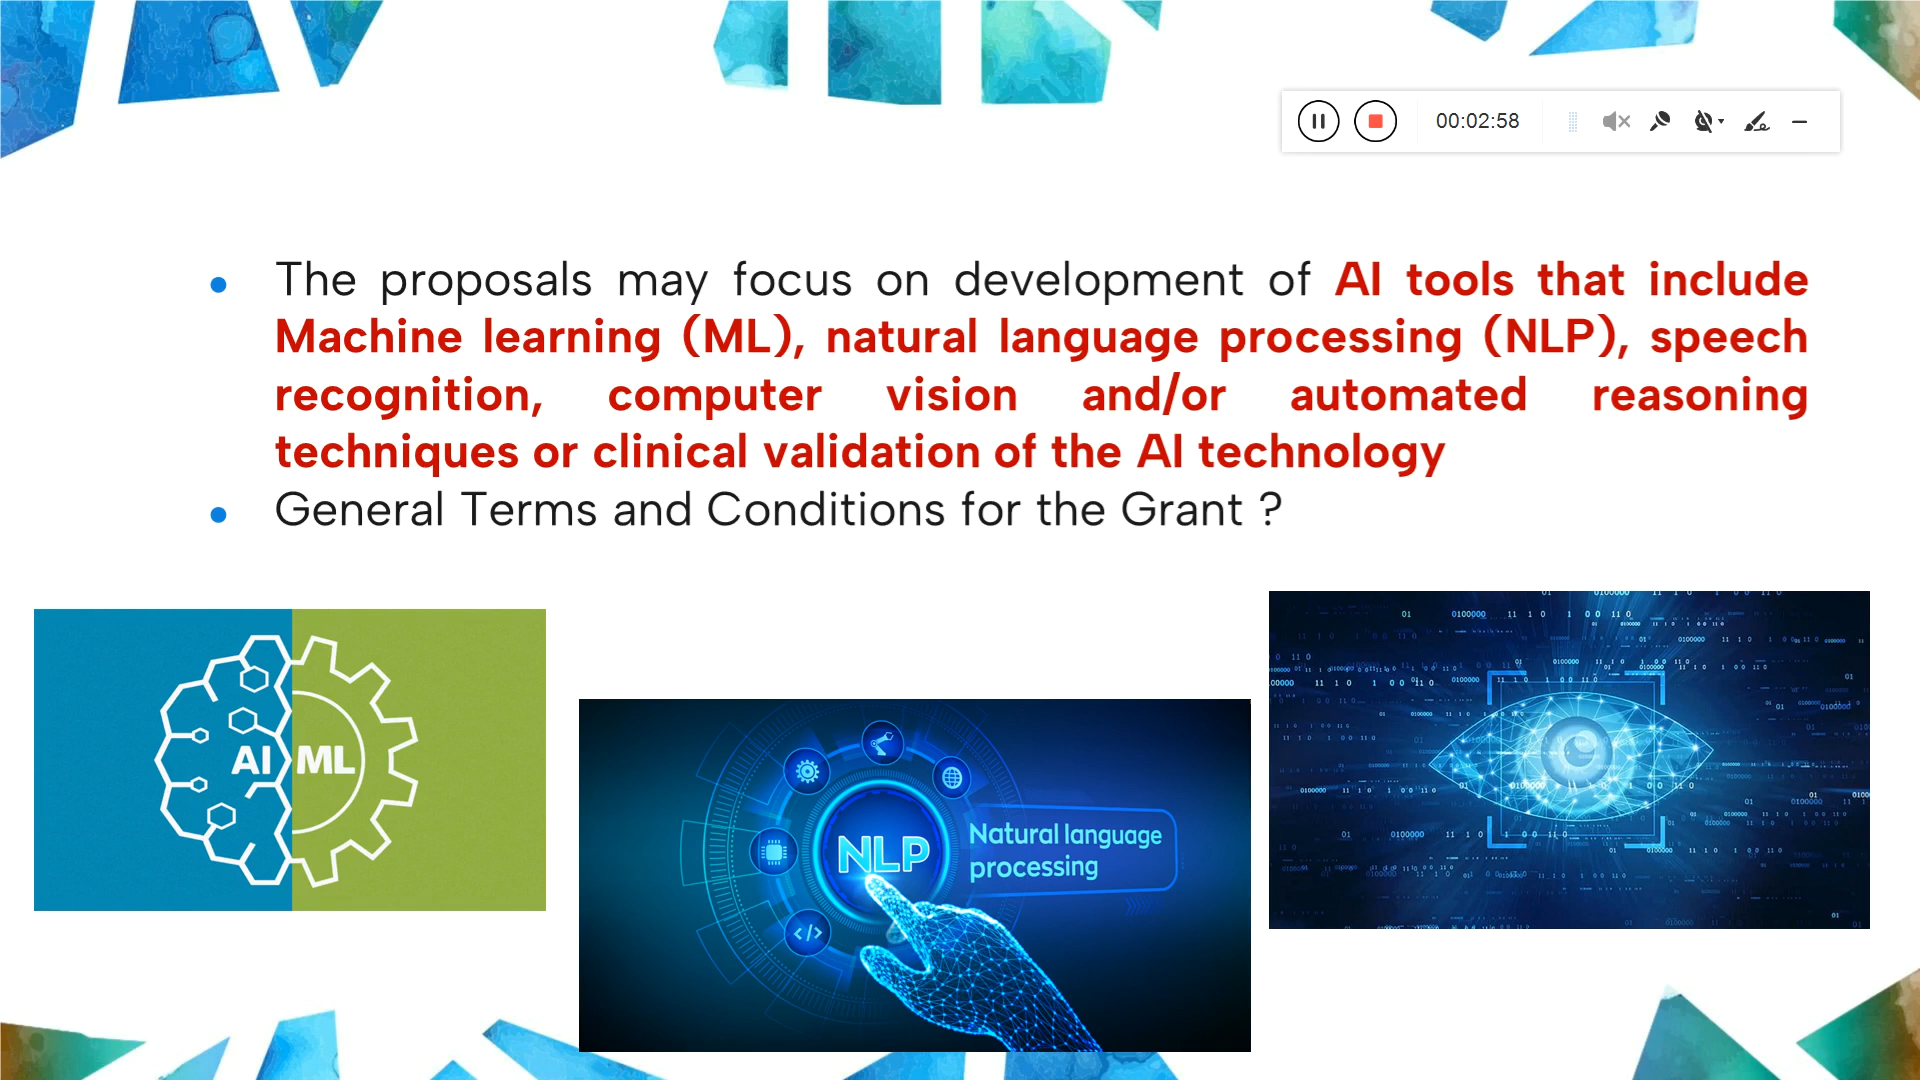 00:02:58
The proposals may focus on development of AI tools that include
Machine learning (ML), natural language processing (NLP), speech
recognition, computer vision and/or automated reasoning
techniques or clinical validation of the AI technology
General Terms and Conditions for the Grant ?
AI ML
NLP
Natural language
processing